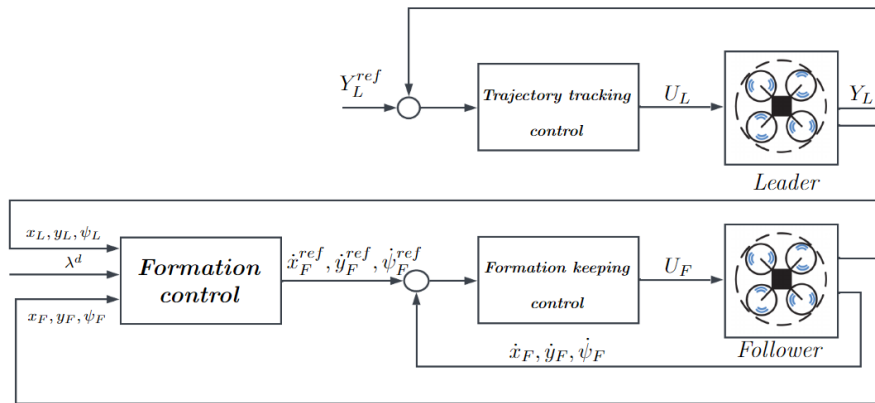 Y_L^{ref}
Trajectory tracking
control
U_L
Y_L
Leader
x_L, y_L, ψ_L
λ^d
x_F, y_F, ψ_F
Formation
control
ẋ_F^{ref}, ẏ_F^{ref}, ψ̇_F^{ref}
Formation keeping
control
U_F
ẋ_F, ẏ_F, ψ̇_F
Follower